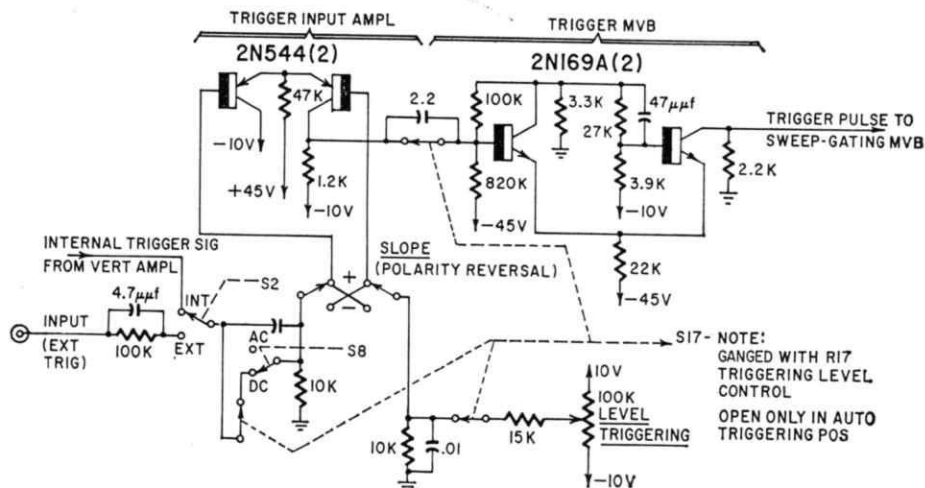 TRIGGER INPUT AMPL
TRIGGER MVB
2N544(2)
2N169A(2)
47K
2.2
100K
3.3K
27K
47μμf
TRIGGER PULSE TO
SWEEP-GATING MVB
-10V
+45V
1.2K
-10V
820K
-45V
3.9K
-10V
2.2K
INTERNAL TRIGGER SIG
FROM VERT AMPL
SLOPE
(POLARITY REVERSAL)
+
-
22K
-45V
4.7μμf
INT
S2
INPUT
(EXT
TRIG)
100K
EXT
AC
S8
DC
10K
S17- NOTE:
GANGED WITH R17
TRIGGERING LEVEL
CONTROL
OPEN ONLY IN AUTO
TRIGGERING POS
10V
100K
LEVEL
TRIGGERING
15K
10K
.01
-10V